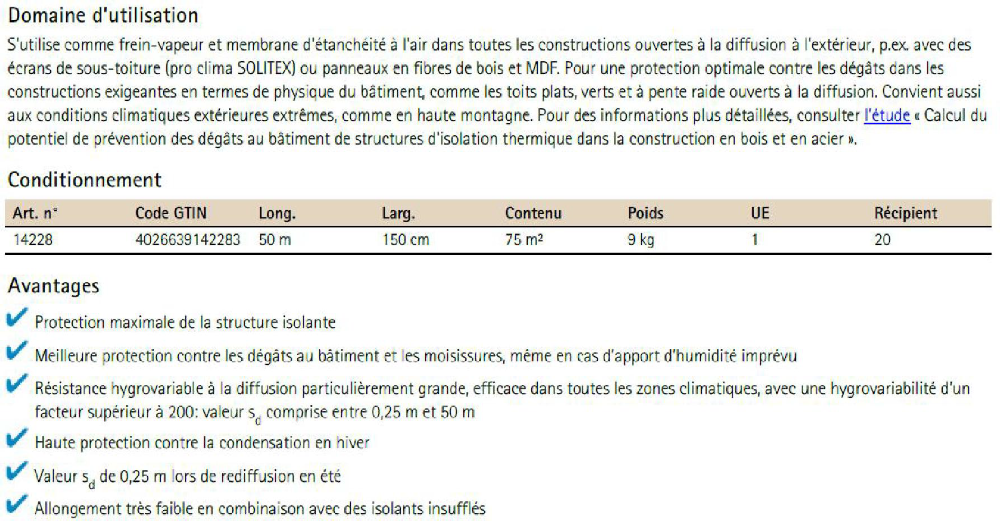 Domaine d'utilisation
S'utilise comme frein-vapeur et membrane d'étanchéité à l'air dans toutes les constructions ouvertes à la diffusion à l'extérieur, p.ex. avec des
écrans de sous-toiture (pro clima SOLITEX) ou panneaux en fibres de bois et MDF. Pour une protection optimale contre les dégâts dans les
constructions exigeantes en termes de physique du bâtiment, comme les toits plats, verts et à pente raide ouverts à la diffusion. Convient aussi
aux conditions climatiques extérieures extrêmes, comme en haute montagne. Pour des informations plus détaillées, consulter l'étude « Calcul du
potentiel de prévention des dégâts au bâtiment de structures d'isolation thermique dans la construction en bois et en acier ».
Conditionnement
Art. n° Code GTIN Long. Larg. Contenu Poids UE Récipient
14228 4026639142283 50 m 150 cm 75 m² 9 kg 1 20
Avantages
✔ Protection maximale de la structure isolante
✔ Meilleure protection contre les dégâts au bâtiment et les moisissures, même en cas d'apport d'humidité imprévu
✔ Résistance hygrovariable à la diffusion particulièrement grande, efficace dans toutes les zones climatiques, avec une hygrovariabilité d'un
facteur supérieur à 200: valeur sd comprise entre 0,25 m et 50 m
✔ Haute protection contre la condensation en hiver
✔ Valeur sd de 0,25 m lors de rediffusion en été
✔ Allongement très faible en combinaison avec des isolants insufflés